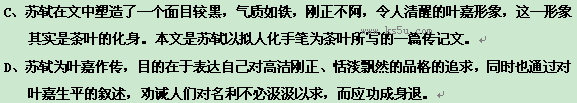 C、苏轼在文中塑造了一个面目较黑，气质如铁，刚正不阿，令人清醒的叶嘉形象，这一形象
其实是茶叶的化身。本文是苏轼以拟人化手笔为茶叶所写的一篇传记文。
www.ks5u.com
D、苏轼为叶嘉作传，目的在于表达自己对高洁刚正、恬淡飘然的品格的追求，同时也通过对
叶嘉生平的叙述，劝诫人们对名利不必汲汲以求，而应功成身退。